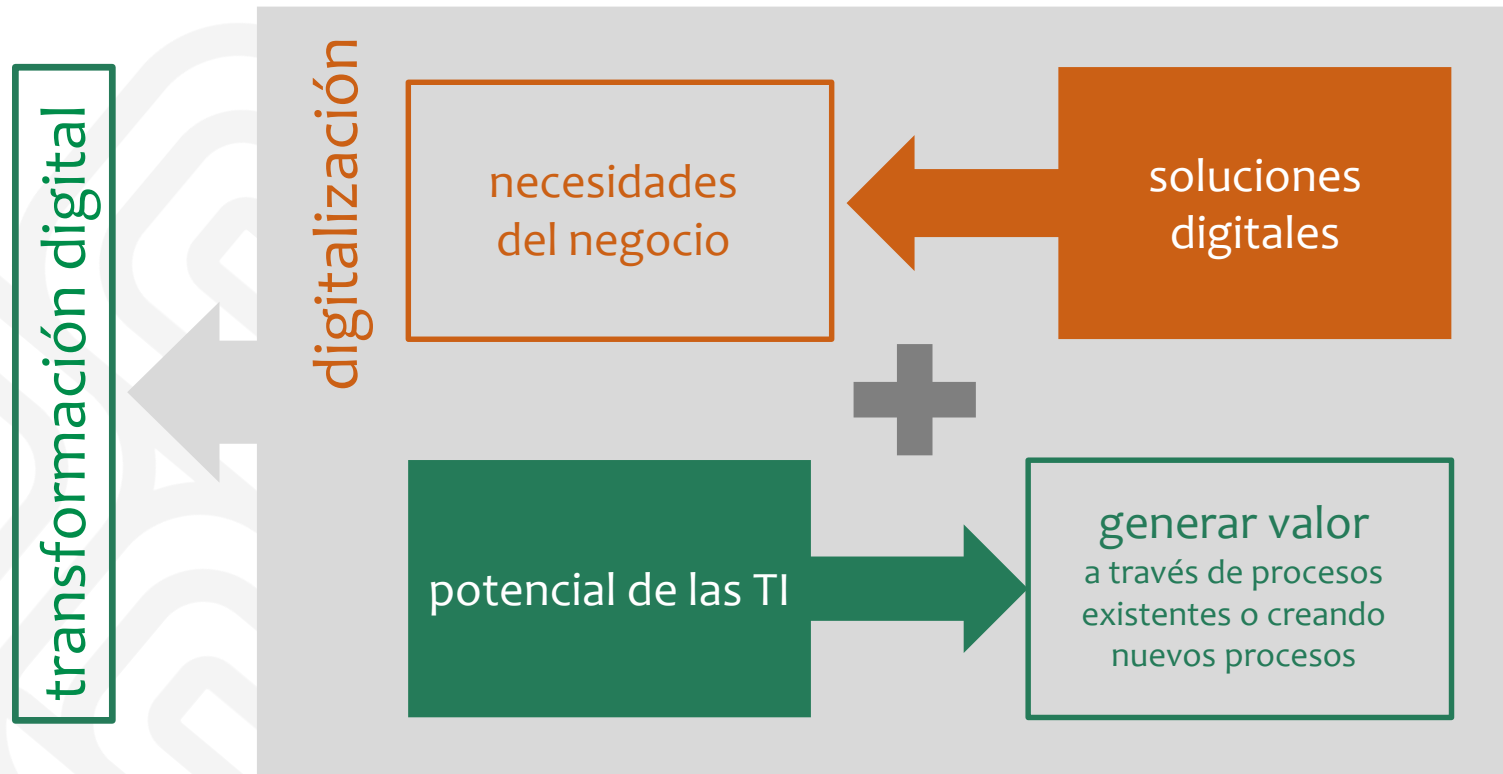 transformación digital
digitalización
necesidades
del negocio
soluciones
digitales
potencial de las TI
generar valor
a través de procesos
existentes o creando
nuevos procesos